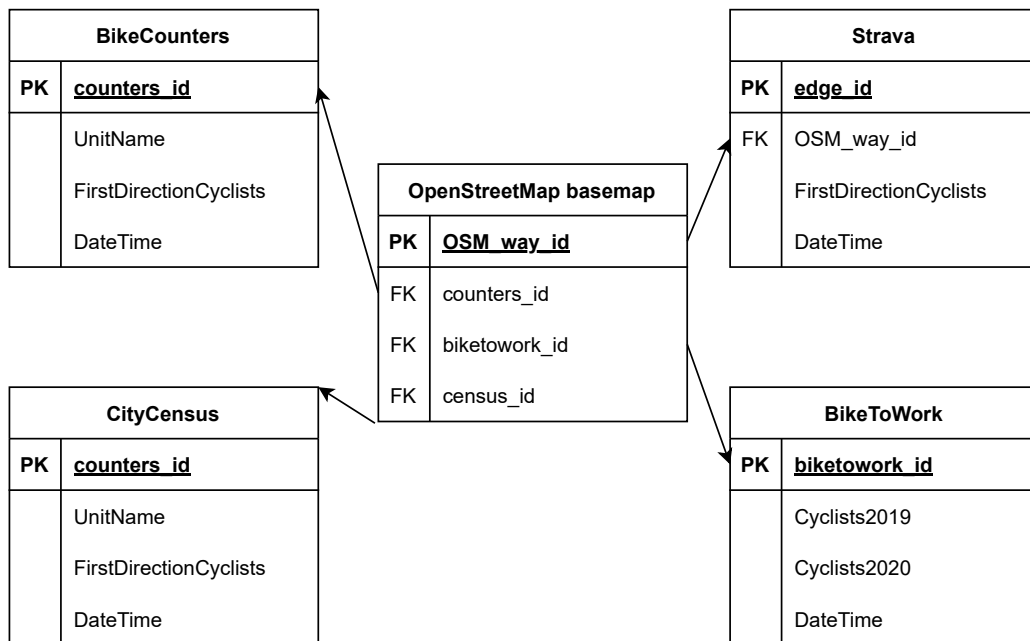 BikeCounters
PK counters_id
UnitName
FirstDirectionCyclists
DateTime
Strava
PK edge_id
FK OSM_way_id
FirstDirectionCyclists
DateTime
OpenStreetMap basemap
PK OSM_way_id
FK counters_id
FK biketowork_id
FK census_id
CityCensus
PK counters_id
UnitName
FirstDirectionCyclists
DateTime
BikeToWork
PK biketowork_id
Cyclists2019
Cyclists2020
DateTime